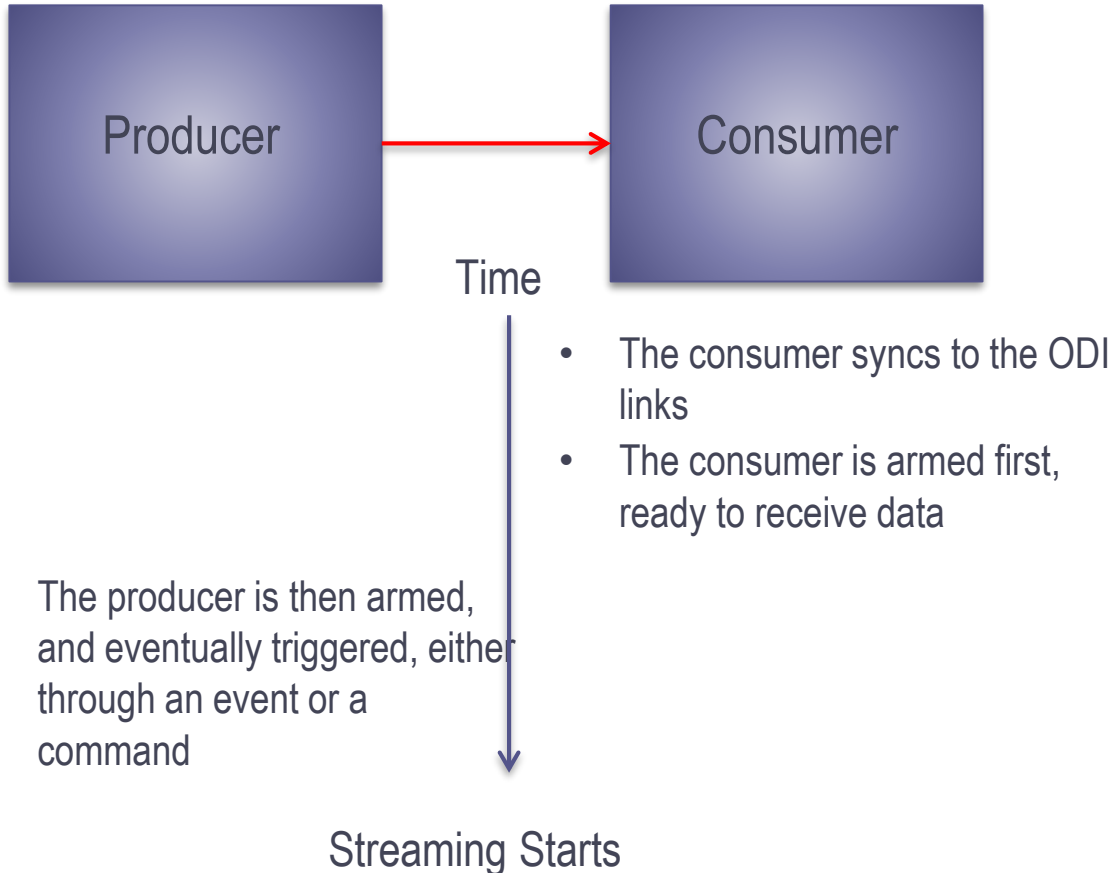 Producer
Consumer
Time
• The consumer syncs to the ODI
links
• The consumer is armed first,
ready to receive data
The producer is then armed,
and eventually triggered, either
through an event or a
command
Streaming Starts